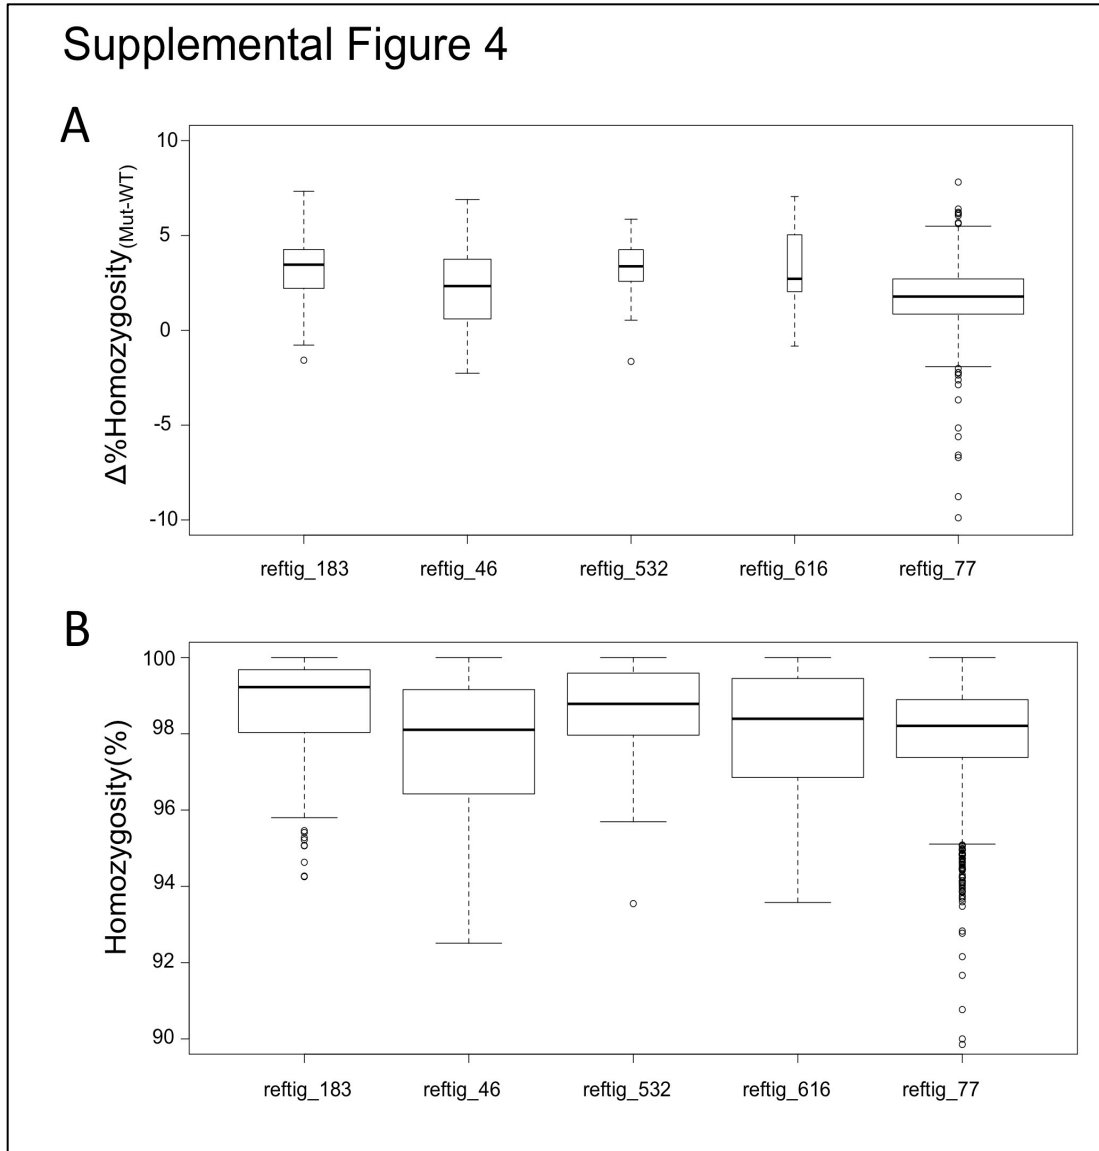 Supplemental Figure 4
A
Δ%Homozygosity(Mut-WT)
10
5
0
-5
-10
reftig_183 reftig_46 reftig_532 reftig_616 reftig_77
B
Homozygosity(%)
100
98
96
94
92
90
reftig_183 reftig_46 reftig_532 reftig_616 reftig_77